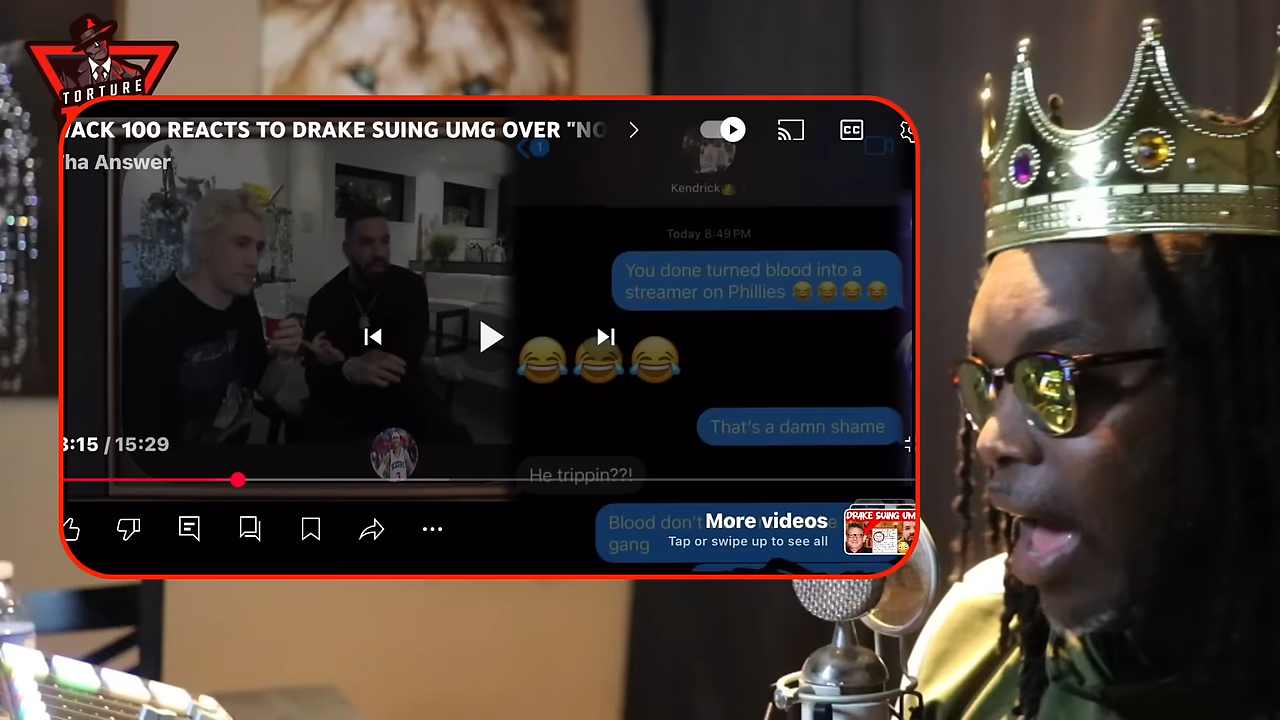 TORTURE
ACK 100 REACTS TO DRAKE SUING UMG OVER "NO
ha Answer
1
CC
Kendrick
Today 8:49 PM
You done turned blood into a
streamer on Phillies 😂😂😂😂
😂😂😂
That's a damn shame
He trippin??!
3:15 / 15:29
Blood don't
gang
More videos
Tap or swipe up to see all
DRAKE SUING UM